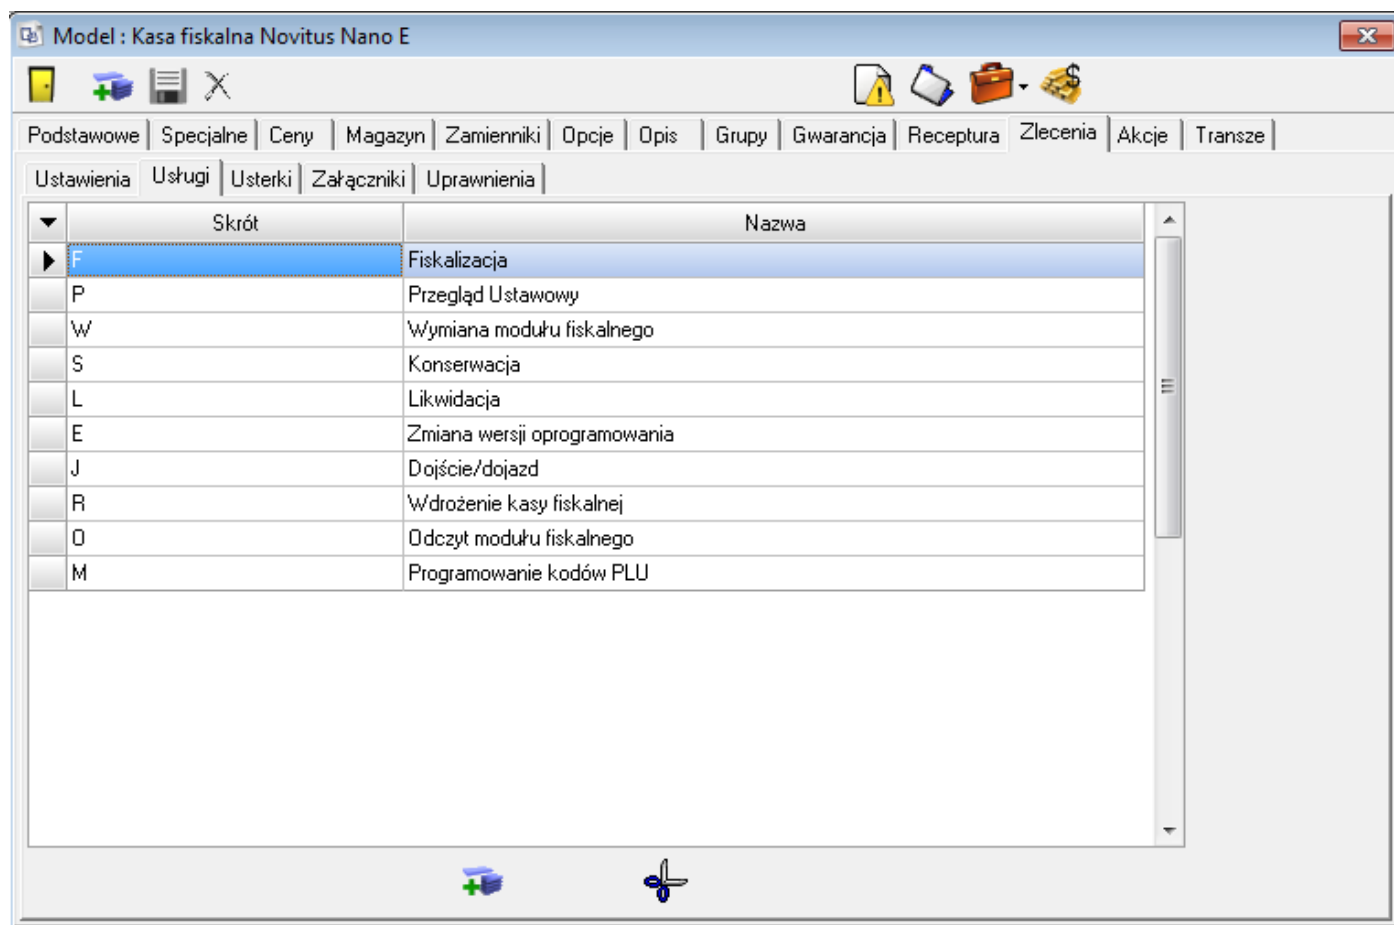 Model : Kasa fiskalna Novitus Nano E
Podstawowe Specjalne Ceny Magazyn Zamienniki Opcje Opis Grupy Gwarancja Receptura Zlecenia Akcje Transze
Ustawienia Usługi Usterki Załączniki Uprawnienia
Skrót Nazwa
F Fiskalizacja
P Przegląd Ustawowy
W Wymiana modułu fiskalnego
S Konserwacja
L Likwidacja
E Zmiana wersji oprogramowania
J Dojście/dojazd
R Wdrożenie kasy fiskalnej
O Odczyt modułu fiskalnego
M Programowanie kodów PLU